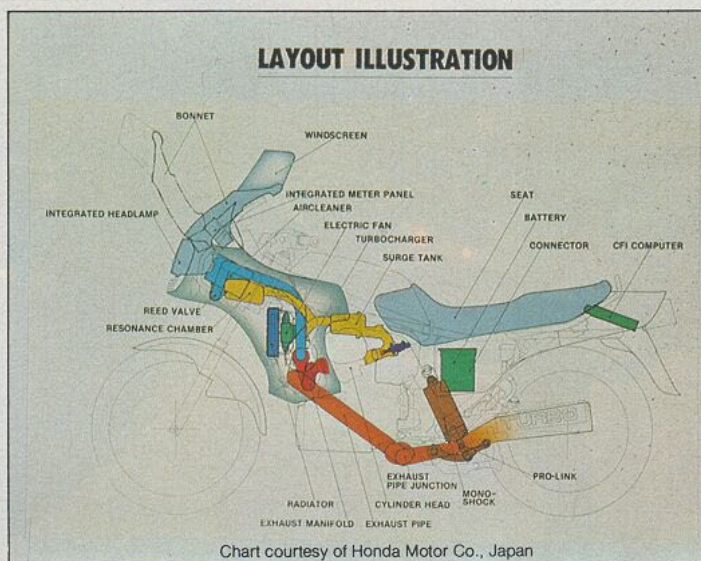 LAYOUT ILLUSTRATION
BONNET
WINDSCREEN
INTEGRATED METER PANEL
AIRCLEANER
SEAT
INTEGRATED HEADLAMP
ELECTRIC FAN
BATTERY
TURBOCHARGER
CONNECTOR
CFI COMPUTER
SURGE TANK
REED VALVE
RESONANCE CHAMBER
TURBO
EXHAUST
PIPE JUNCTION
PRO-LINK
MONO-
SHOCK
RADIATOR
CYLINDER HEAD
EXHAUST MANIFOLD
EXHAUST PIPE
Chart courtesy of Honda Motor Co., Japan